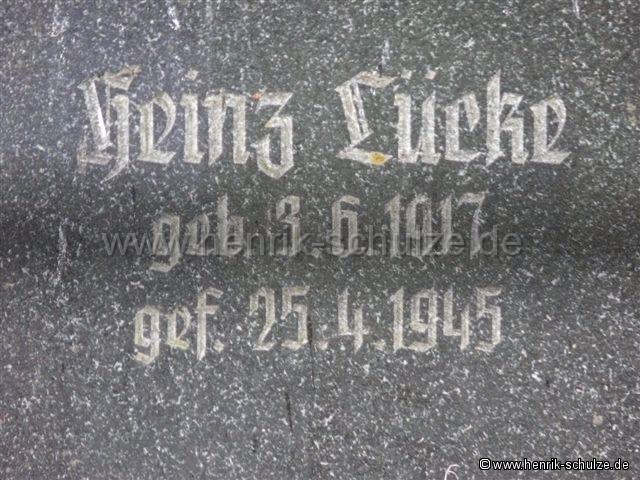 Heinz Lücke
geb. 3.6.1917
www.henrik-schulze.de
gef. 25.4.1945
©www.henrik-schulze.de